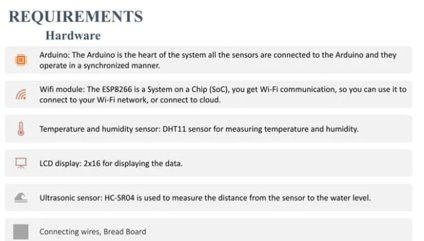 REQUIREMENTS
Hardware
Arduino: The Arduino is the heart of the system all the sensors are connected to the Arduino and they
operate in a synchronized manner.
Wifi module: The ESP8266 is a System on a Chip (SoC), you get Wi-Fi communication, so you can use it to
connect to your Wi-Fi network, or connect to cloud.
Temperature and humidity sensor: DHT11 sensor for measuring temperature and humidity.
LCD display: 2x16 for displaying the data.
Ultrasonic sensor: HC-SR04 is used to measure the distance from the sensor to the water level.
Connecting wires, Bread Board